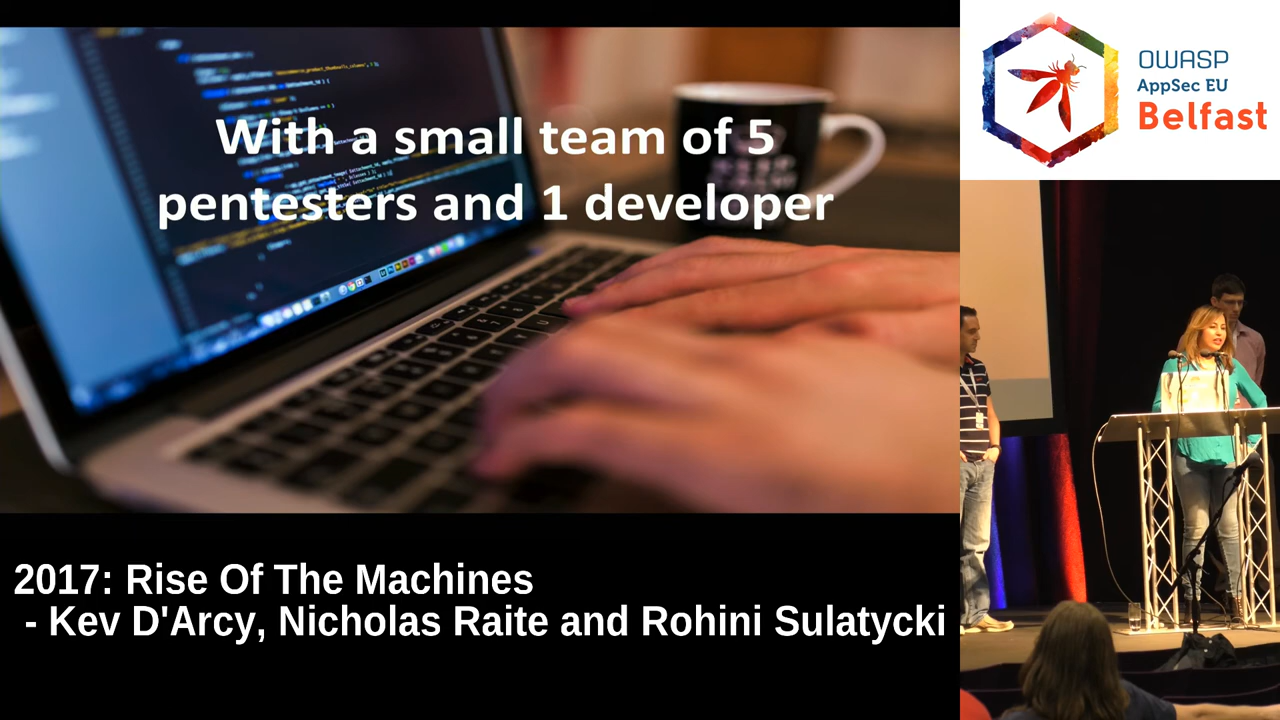 With a small team of 5
pentesters and 1 developer
OWASP
AppSec EU
Belfast
2017: Rise Of The Machines
- Kev D'Arcy, Nicholas Raite and Rohini Sulatycki